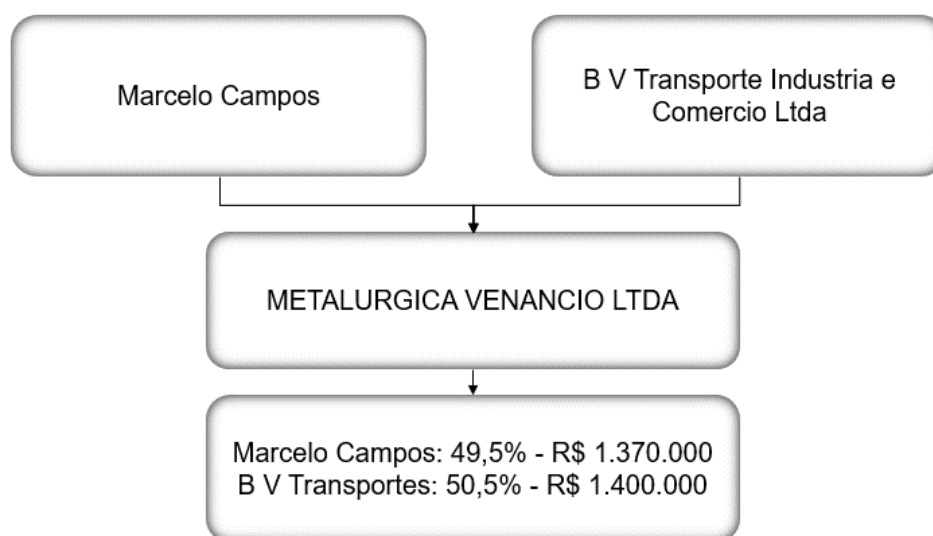 Marcelo Campos
B V Transporte Industria e
Comercio Ltda
METALURGICA VENANCIO LTDA
Marcelo Campos: 49,5% - R$ 1.370.000
B V Transportes: 50,5% - R$ 1.400.000